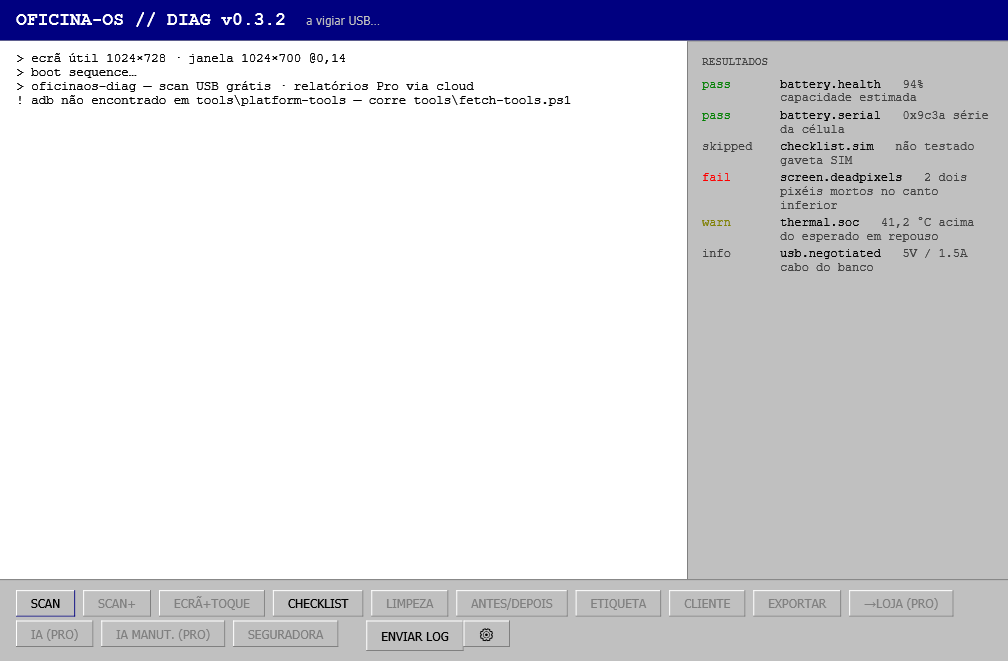 OFICINA-OS // DIAG v0.3.2 a vigiar USB…
> ecrã útil 1024×728 · janela 1024×700 @0,14
> boot sequence…
> oficinaos-diag — scan USB grátis · relatórios Pro via cloud
! adb não encontrado em tools\platform-tools — corre tools\fetch-tools.ps1
RESULTADOS
pass battery.health 94%
capacidade estimada
pass battery.serial 0x9c3a série
da célula
skipped checklist.sim não testado
gaveta SIM
fail screen.deadpixels 2 dois
pixéis mortos no canto
inferior
warn thermal.soc 41,2 °C acima
do esperado em repouso
info usb.negotiated 5V / 1.5A
cabo do banco
SCAN SCAN+ ECRÃ+TOQUE CHECKLIST LIMPEZA ANTES/DEPOIS ETIQUETA CLIENTE EXPORTAR →LOJA (PRO)
IA (PRO) IA MANUT. (PRO) SEGURADORA ENVIAR LOG